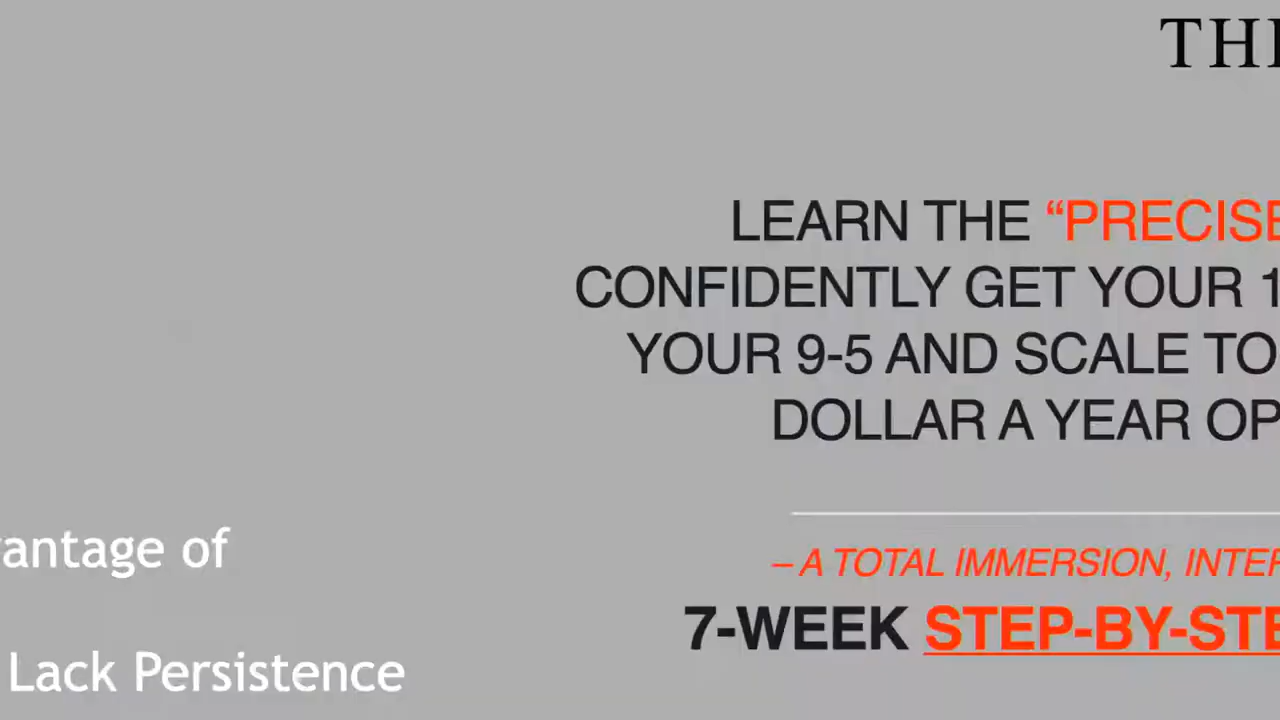 THE
LEARN THE “PRECISE
CONFIDENTLY GET YOUR 1
YOUR 9-5 AND SCALE TO
DOLLAR A YEAR OP
– A TOTAL IMMERSION, INTER
7-WEEK STEP-BY-STE
vantage of
Lack Persistence